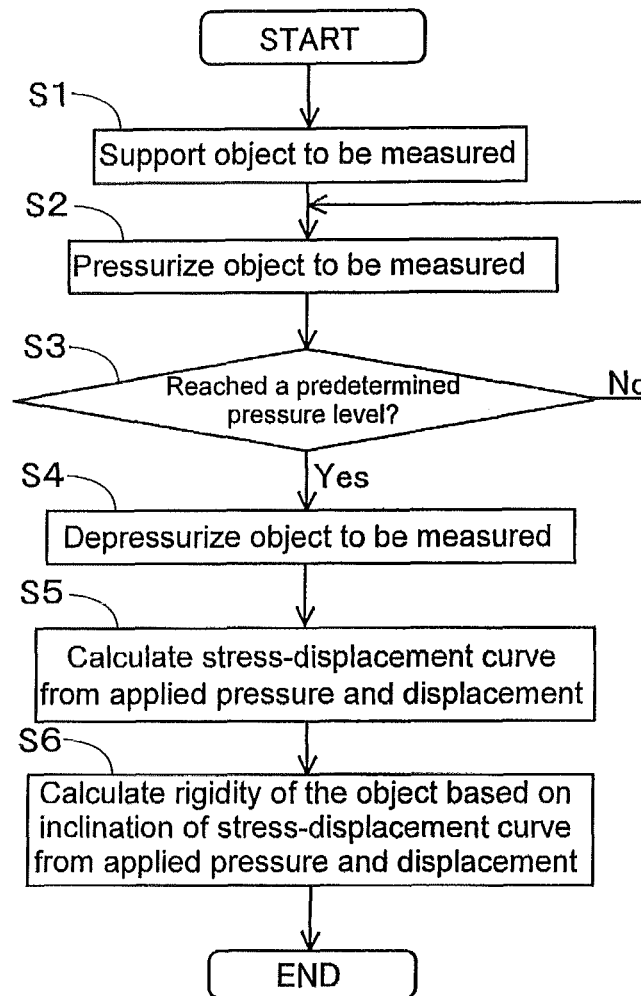 START
S1
Support object to be measured
S2
Pressurize object to be measured
S3
Reached a predetermined
pressure level?
No
Yes
S4
Depressurize object to be measured
S5
Calculate stress-displacement curve
from applied pressure and displacement
S6
Calculate rigidity of the object based on
inclination of stress-displacement curve
from applied pressure and displacement
END